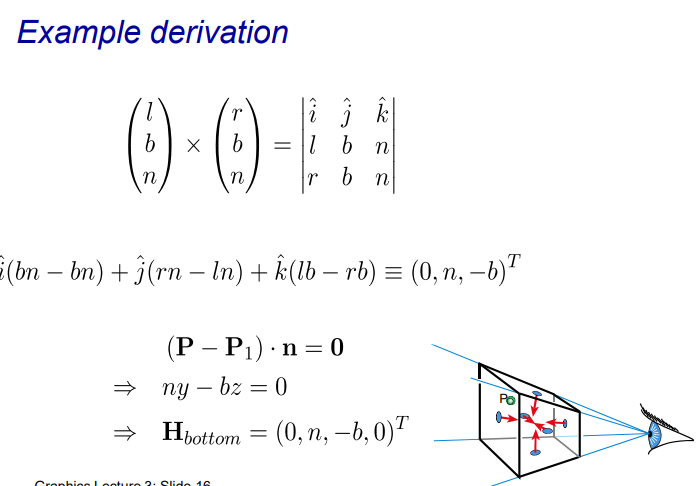 Example derivation
$\begin{pmatrix} l \\ b \\ n \end{pmatrix} \times \begin{pmatrix} r \\ b \\ n \end{pmatrix} = \begin{vmatrix} \hat{i} & \hat{j} & \hat{k} \\ l & b & n \\ r & b & n \end{vmatrix}$
$\hat{i}(bn - bn) + \hat{j}(rn - ln) + \hat{k}(lb - rb) \equiv (0, n, -b)^T$
$(\mathbf{P} - \mathbf{P}_1) \cdot \mathbf{n} = \mathbf{0}$
$\Rightarrow \quad ny - bz = 0$
$\Rightarrow \quad \mathbf{H}_{bottom} = (0, n, -b, 0)^T$
P
Graphics Lecture 3: Slide 16